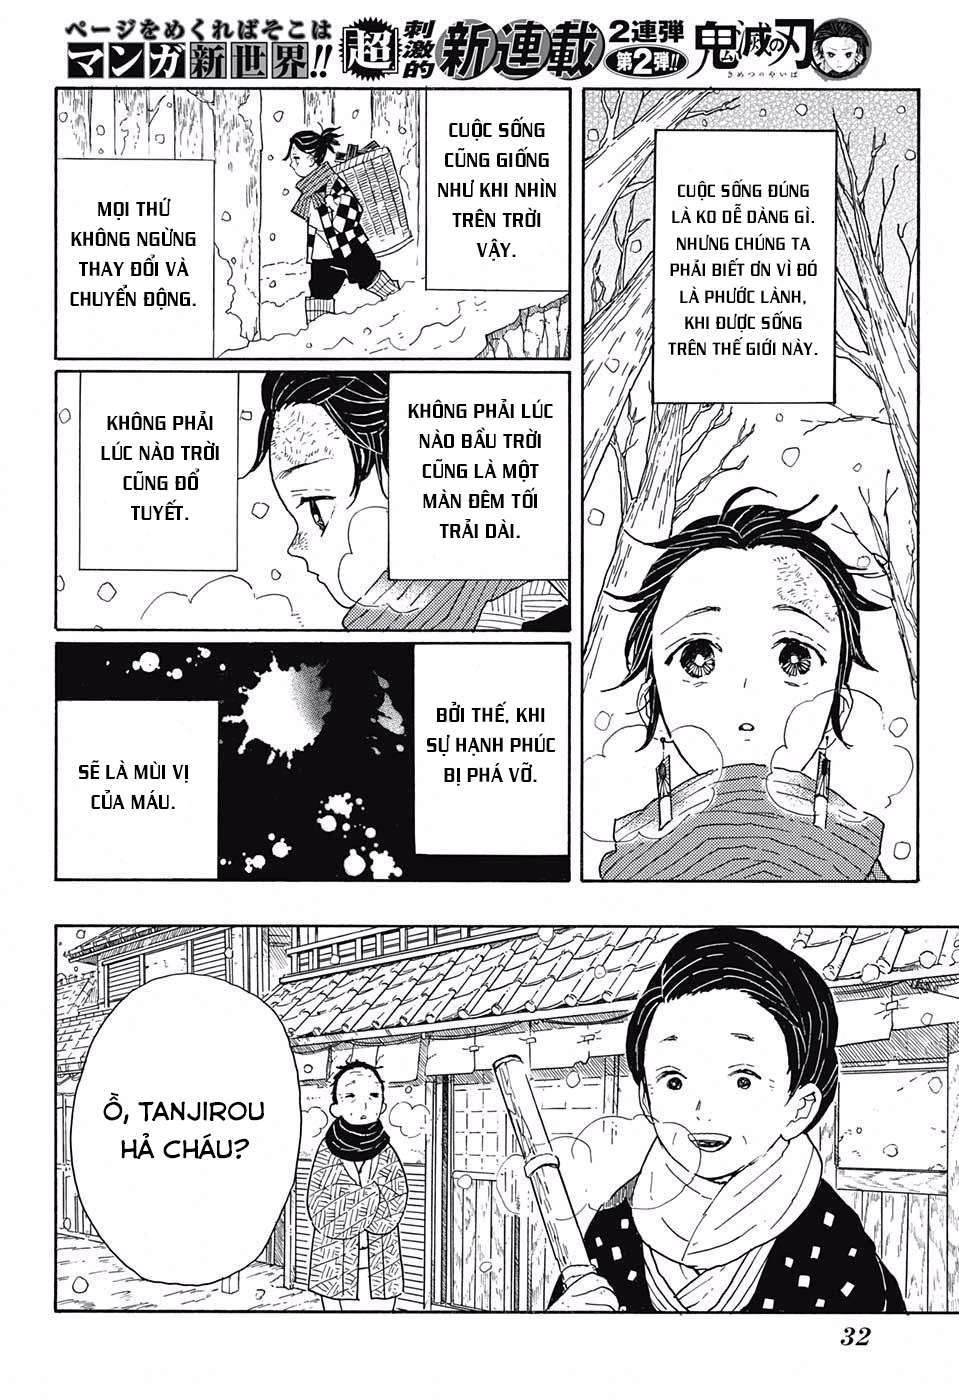 ページをめくればそこは
マンガ新世界!!
超
刺激的
新連載
2連弾
第2弾!!
鬼滅の刃
きめつのやいば
CUỘC SỐNG ĐÚNG
LÀ KO DỄ DÀNG GÌ.
NHƯNG CHÚNG TA
PHẢI BIẾT ƠN VÌ ĐÓ
LÀ PHƯỚC LÀNH,
KHI ĐƯỢC SỐNG
TRÊN THẾ GIỚI NÀY.
CUỘC SỐNG
CŨNG GIỐNG
NHƯ KHI NHÌN
TRÊN TRỜI
VẬY.
MỌI THỨ
KHÔNG NGỪNG
THAY ĐỔI VÀ
CHUYỂN ĐỘNG.
KHÔNG PHẢI LÚC
NÀO BẦU TRỜI
CŨNG LÀ MỘT
MÀN ĐÊM TỐI
TRẢI DÀI.
KHÔNG PHẢI
LÚC NÀO TRỜI
CŨNG ĐỔ
TUYẾT.
BỞI THẾ, KHI
SỰ HẠNH PHÚC
BỊ PHÁ VỠ.
SẼ LÀ MÙI VỊ
CỦA MÁU.
Ồ, TANJIROU
HẢ CHÁU?
32